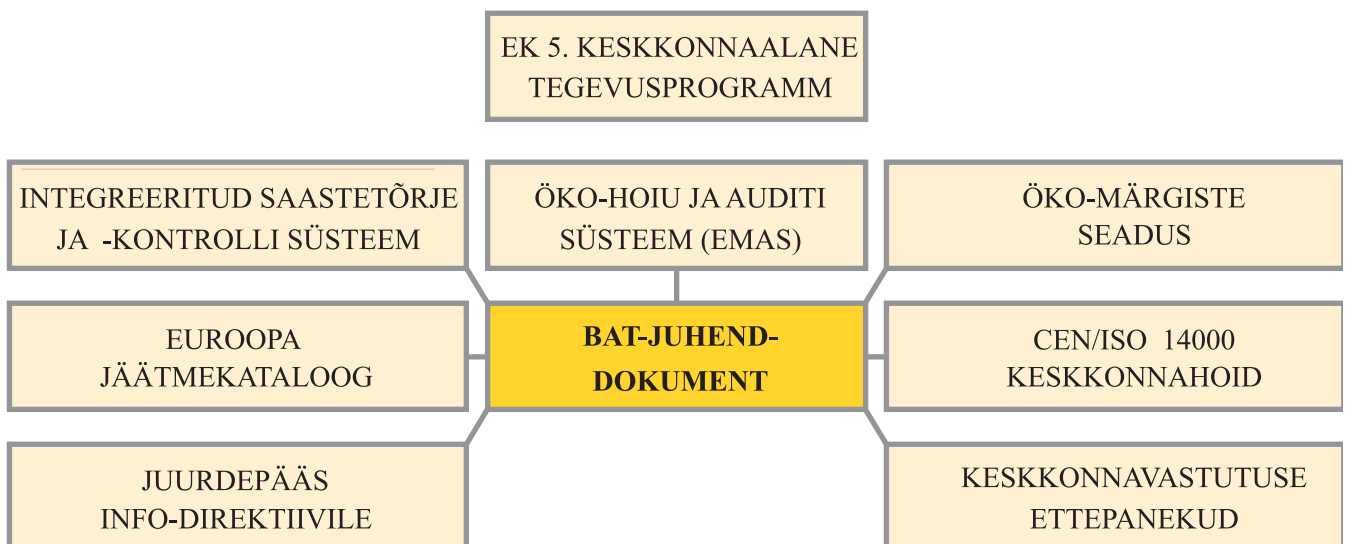 EK 5. KESKKONNAALANE
TEGEVUSPROGRAMM
INTEGREERITUD SAASTETÕRJE
JA -KONTROLLI SÜSTEEM
ÖKO-HOIU JA AUDITI
SÜSTEEM (EMAS)
ÖKO-MÄRGISTE
SEADUS
EUROOPA
JÄÄTMEKATALOOG
BAT-JUHEND-
DOKUMENT
CEN/ISO 14000
KESKKONNAHOID
JUURDEPÄÄS
INFO-DIREKTIIVILE
KESKKONNAVASTUTUSE
ETTEPANEKUD